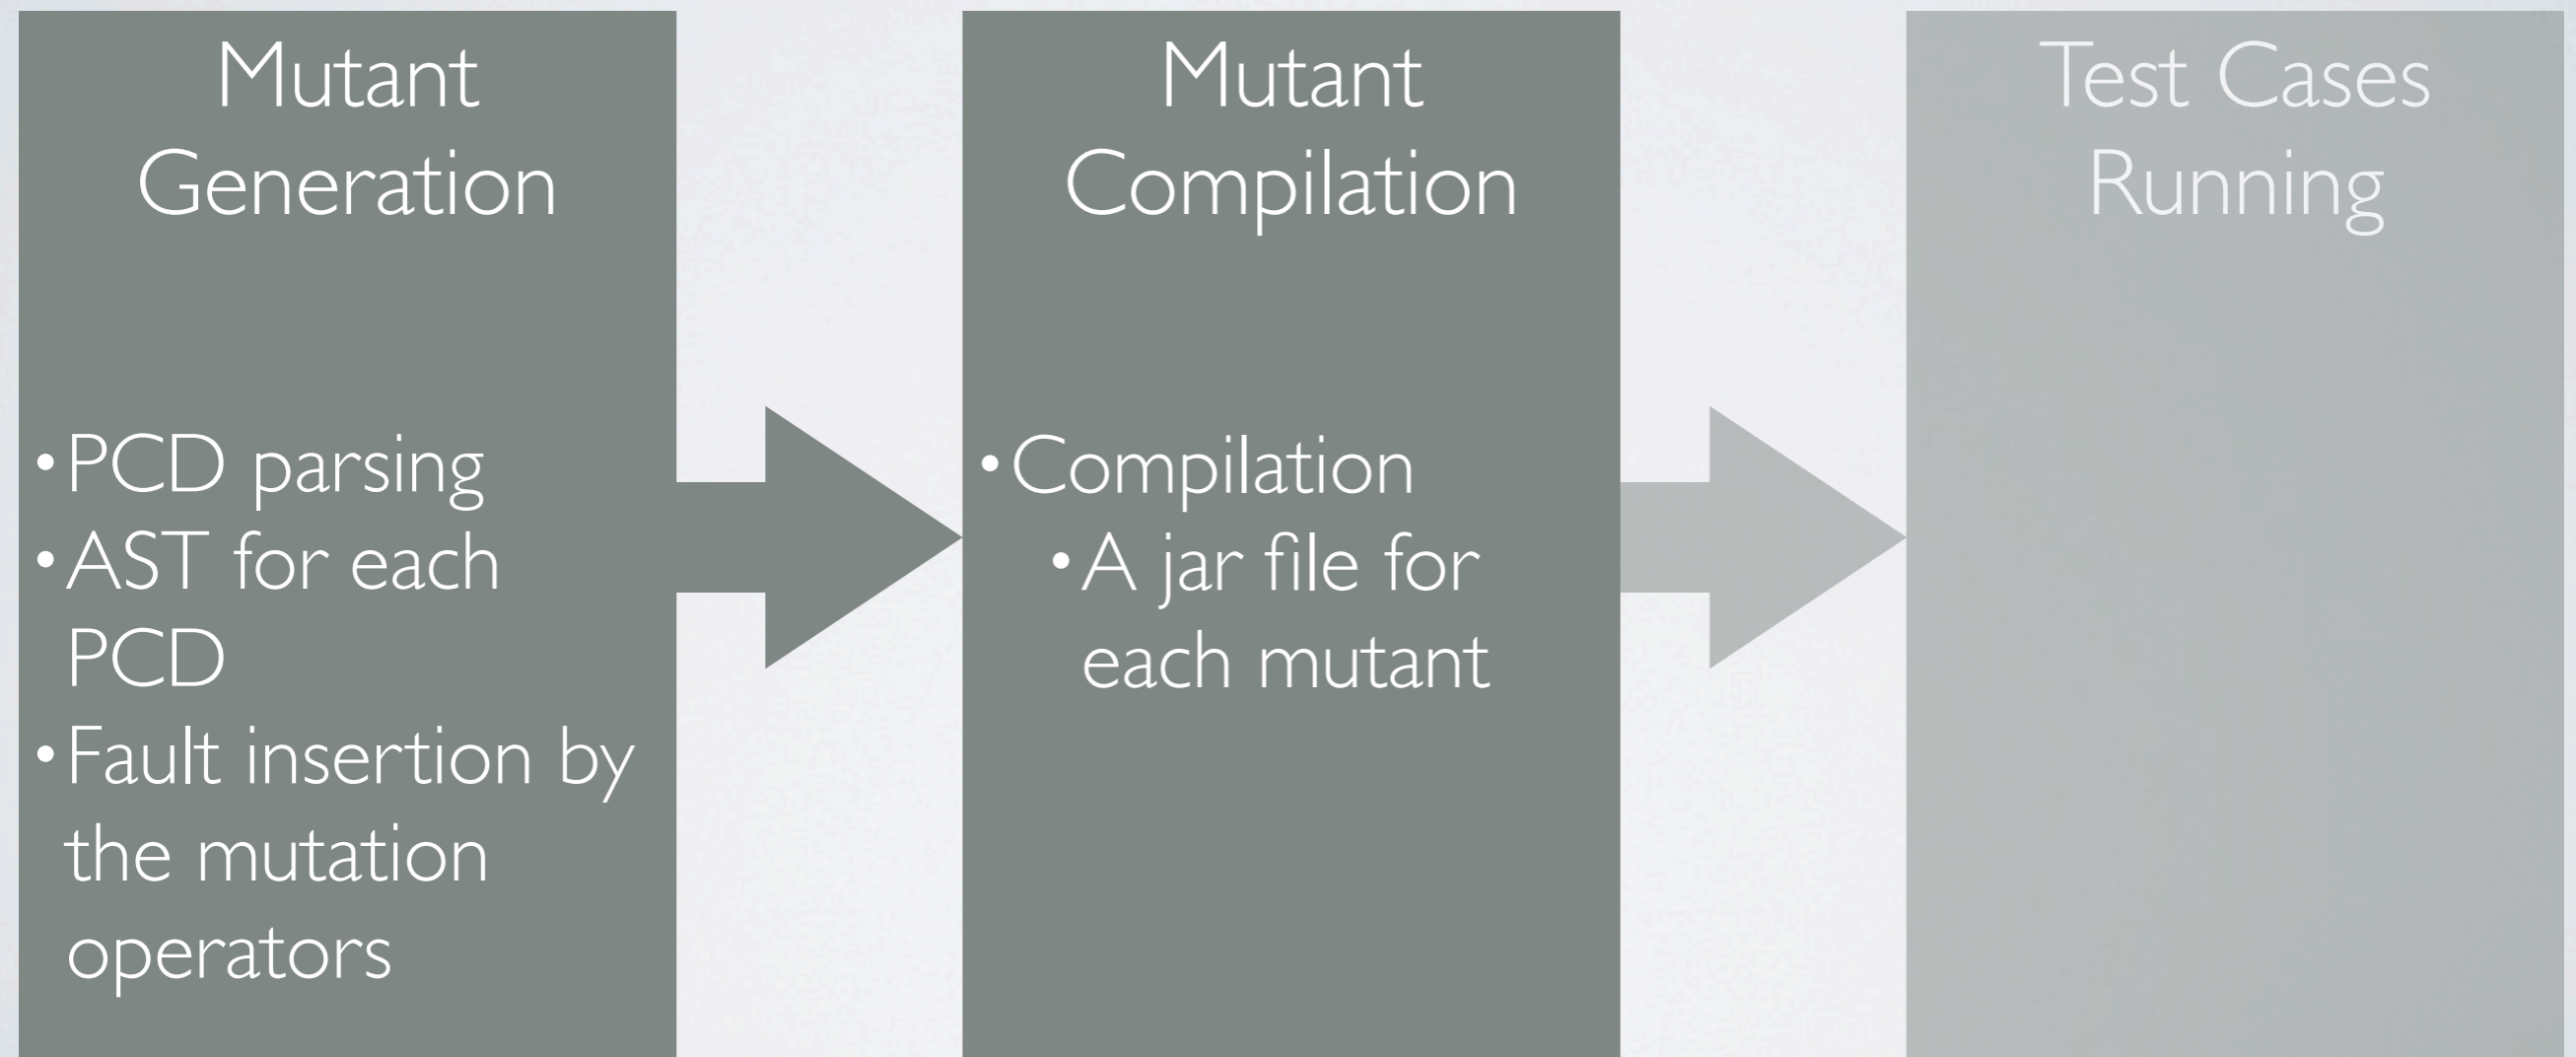 Mutant
Generation
•PCD parsing
•AST for each
PCD
•Fault insertion by
the mutation
operators
Mutant
Compilation
•Compilation
•A jar file for
each mutant
Test Cases
Running